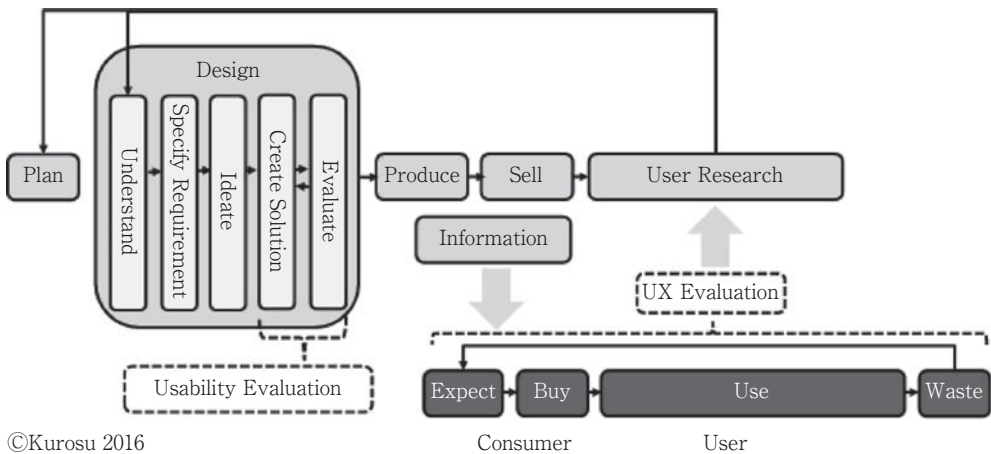 Design
Plan
Understand
Specify Requirement
Ideate
Create Solution
Evaluate
Produce
Sell
User Research
Information
UX Evaluation
Usability Evaluation
Expect
Buy
Use
Waste
©Kurosu 2016
Consumer
User